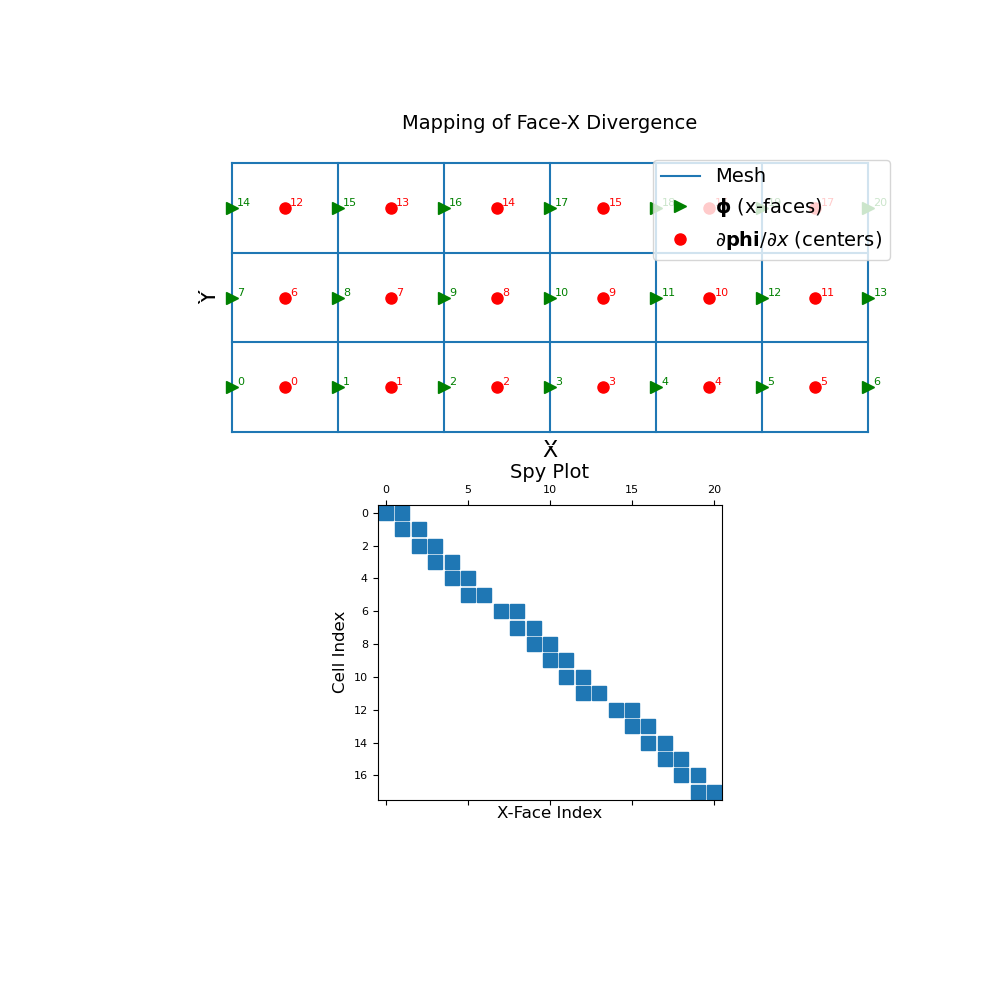 Mapping of Face-X Divergence
Mesh
ϕ (x-faces)
∂phi/∂x (centers)
14 12 15 13 16 14 17 15 18 17 20
7 6 8 7 9 8 10 9 11 10 12 11 13
0 0 1 1 2 2 3 3 4 4 5 5 6
Y
X
Spy Plot
0 5 10 15 20
0
2
4
6
8
10
12
14
16
Cell Index
X-Face Index